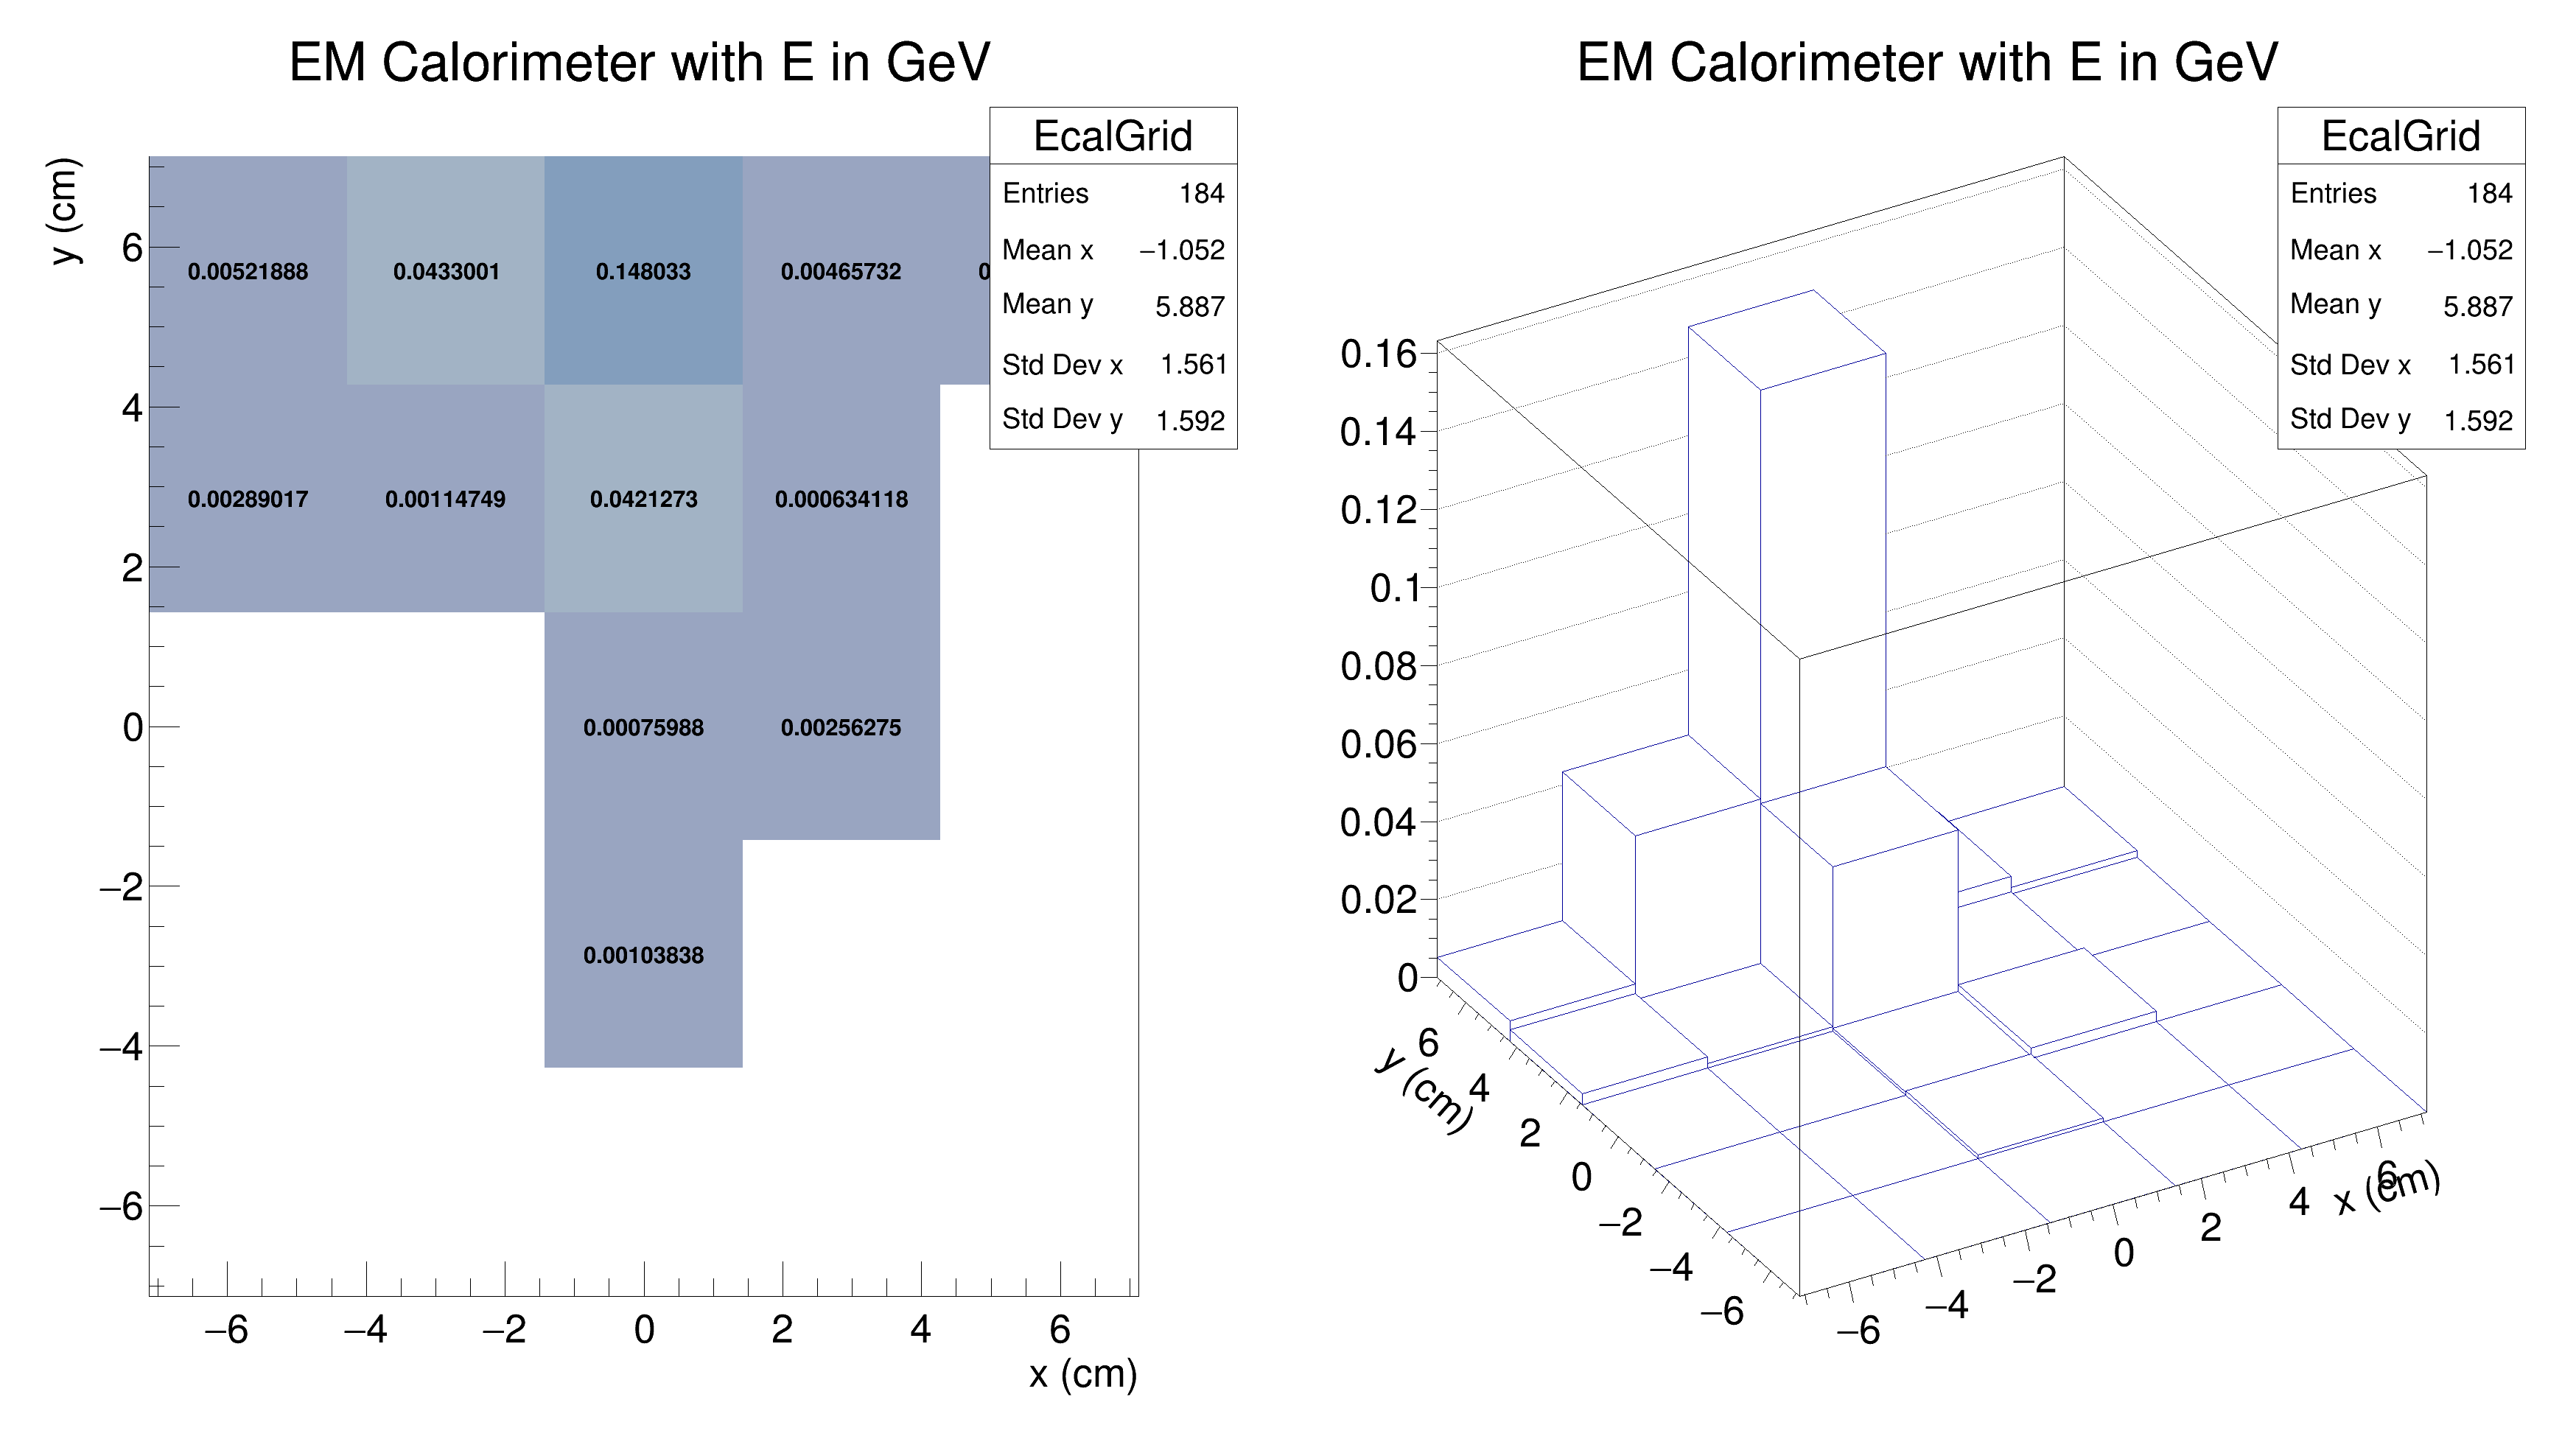 EM Calorimeter with E in GeV
EcalGrid
Entries 184
Mean x −1.052
Mean y 5.887
Std Dev x 1.561
Std Dev y 1.592
y (cm)
6
4
2
0
−2
−4
−6
0.00521888 0.0433001 0.148033 0.00465732 0
0.00289017 0.00114749 0.0421273 0.000634118
0.00075988 0.00256275
0.00103838
−6 −4 −2 0 2 4 6
x (cm)
EM Calorimeter with E in GeV
EcalGrid
Entries 184
Mean x −1.052
Mean y 5.887
Std Dev x 1.561
Std Dev y 1.592
0.16
0.14
0.12
0.1
0.08
0.06
0.04
0.02
0
y (cm)
6
4
2
0
−2
−4
−6
−6 −4 −2 0 2 4 6
x (cm)